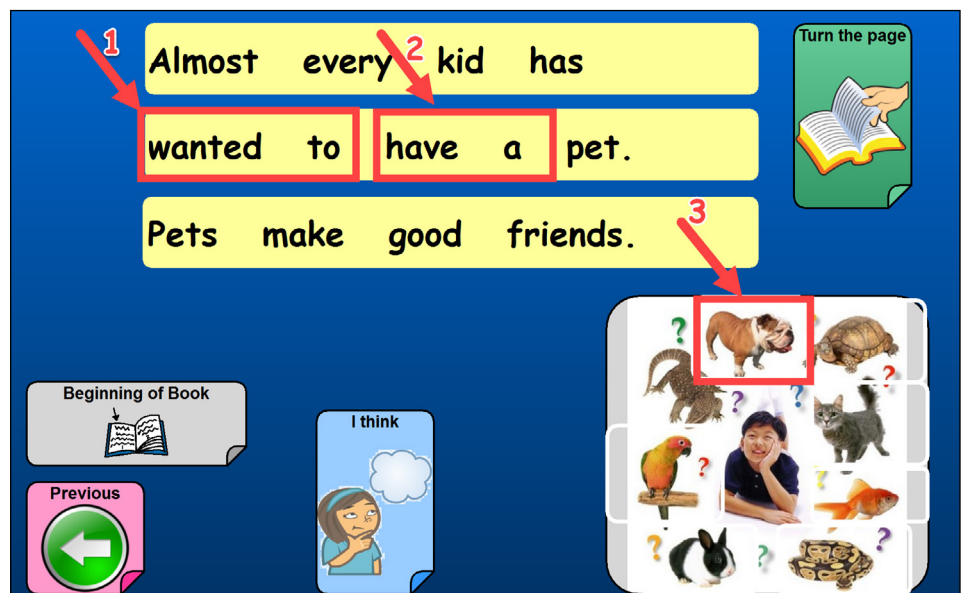 1
2
Almost every kid has
wanted to have a pet.
Pets make good friends.
3
Turn the page
Beginning of Book
Previous
I think
? ? ? ? ? ? ? ? ? ?